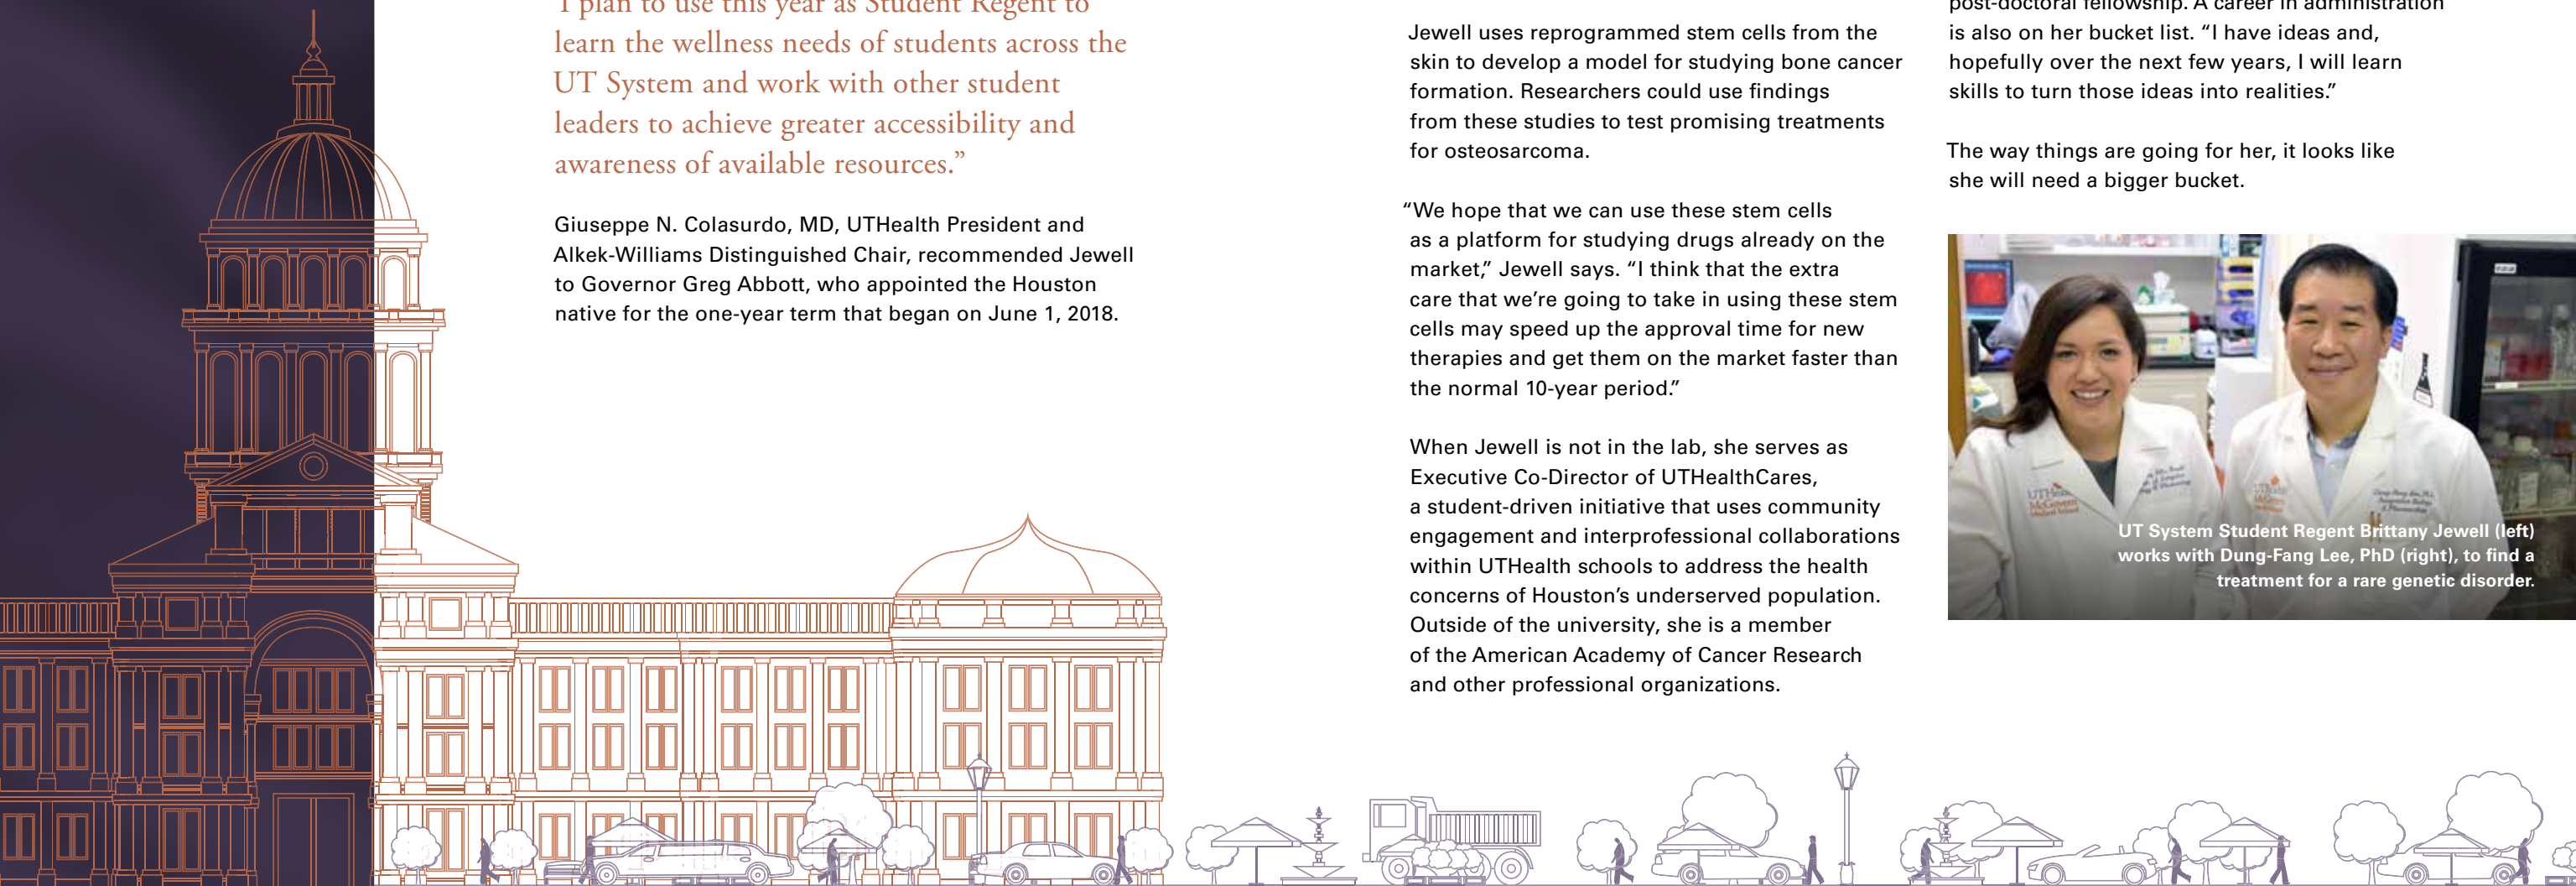 "I plan to use this year as Student Regent to
learn the wellness needs of students across the
UT System and work with other student
leaders to achieve greater accessibility and
awareness of available resources.”
Giuseppe N. Colasurdo, MD, UTHealth President and
Alkek-Williams Distinguished Chair, recommended Jewell
to Governor Greg Abbott, who appointed the Houston
native for the one-year term that began on June 1, 2018.
Jewell uses reprogrammed stem cells from the
skin to develop a model for studying bone cancer
formation. Researchers could use findings
from these studies to test promising treatments
for osteosarcoma.
“We hope that we can use these stem cells
as a platform for studying drugs already on the
market,” Jewell says. “I think that the extra
care that we’re going to take in using these stem
cells may speed up the approval time for new
therapies and get them on the market faster than
the normal 10-year period.”
When Jewell is not in the lab, she serves as
Executive Co-Director of UTHealthCares,
a student-driven initiative that uses community
engagement and interprofessional collaborations
within UTHealth schools to address the health
concerns of Houston’s underserved population.
Outside of the university, she is a member
of the American Academy of Cancer Research
and other professional organizations.
post-doctoral fellowship. A career in administration
is also on her bucket list. “I have ideas and,
hopefully over the next few years, I will learn
skills to turn those ideas into realities.”
The way things are going for her, it looks like
she will need a bigger bucket.
UT System Student Regent Brittany Jewell (left)
works with Dung-Fang Lee, PhD (right), to find a
treatment for a rare genetic disorder.